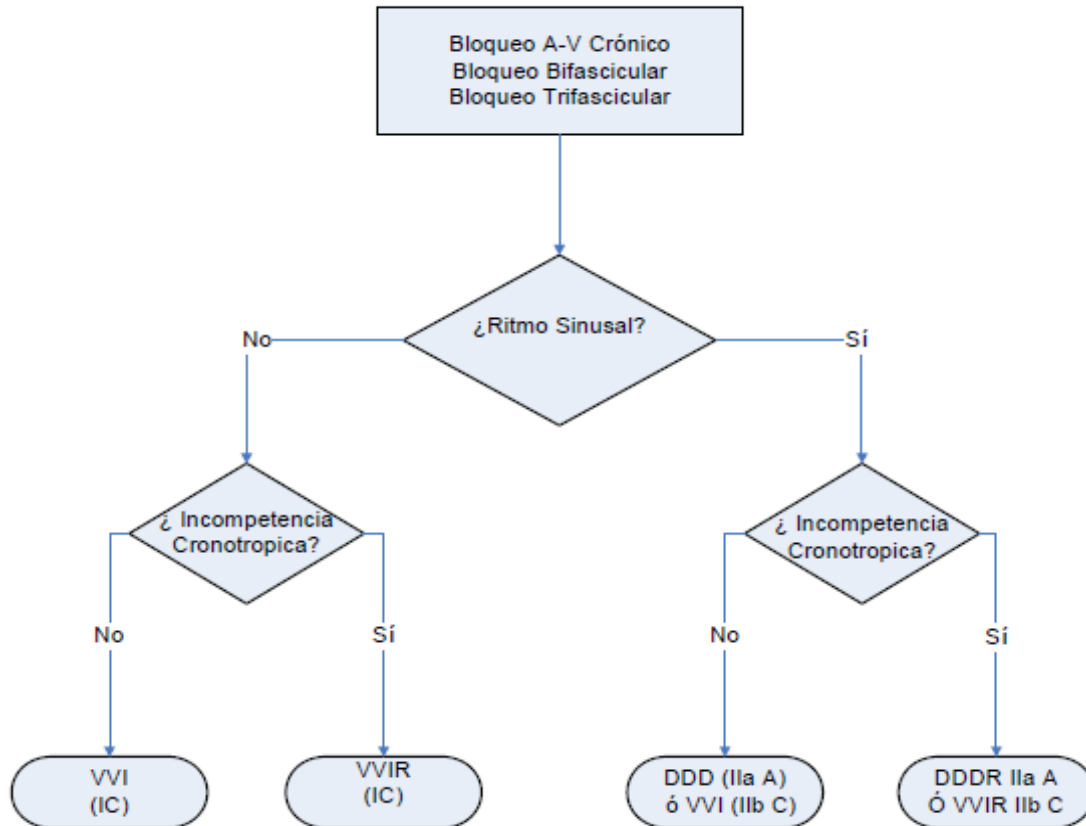 Bloqueo A-V Crónico
Bloqueo Bifascicular
Bloqueo Trifascicular
¿Ritmo Sinusal?
No
Sí
¿ Incompetencia
Cronotropica?
¿ Incompetencia
Cronotropica?
No
Sí
No
Sí
VVI
(IC)
VVIR
(IC)
DDD (IIa A)
ó VVI (IIb C)
DDDR IIa A
Ó VVIR IIb C